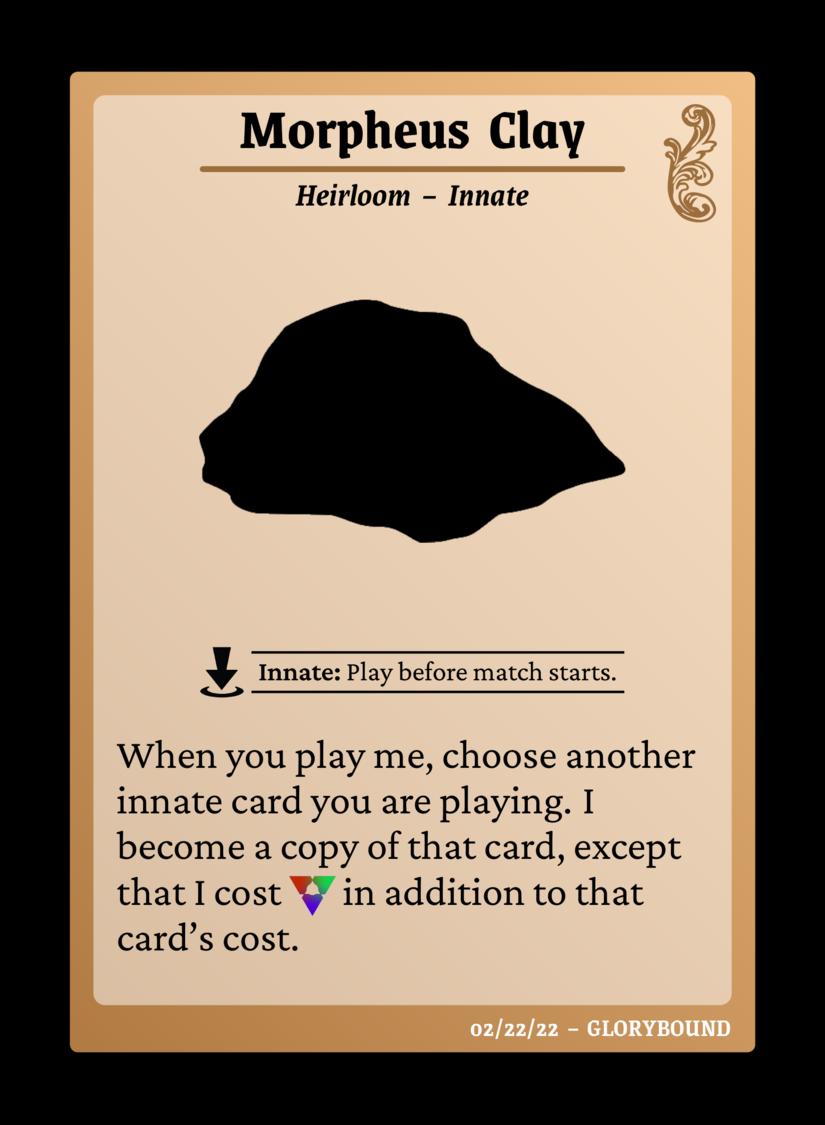 Morpheus Clay
Heirloom – Innate
Innate: Play before match starts.
When you play me, choose another
innate card you are playing. I
become a copy of that card, except
that I cost in addition to that
card’s cost.
02/22/22 – GLORYBOUND